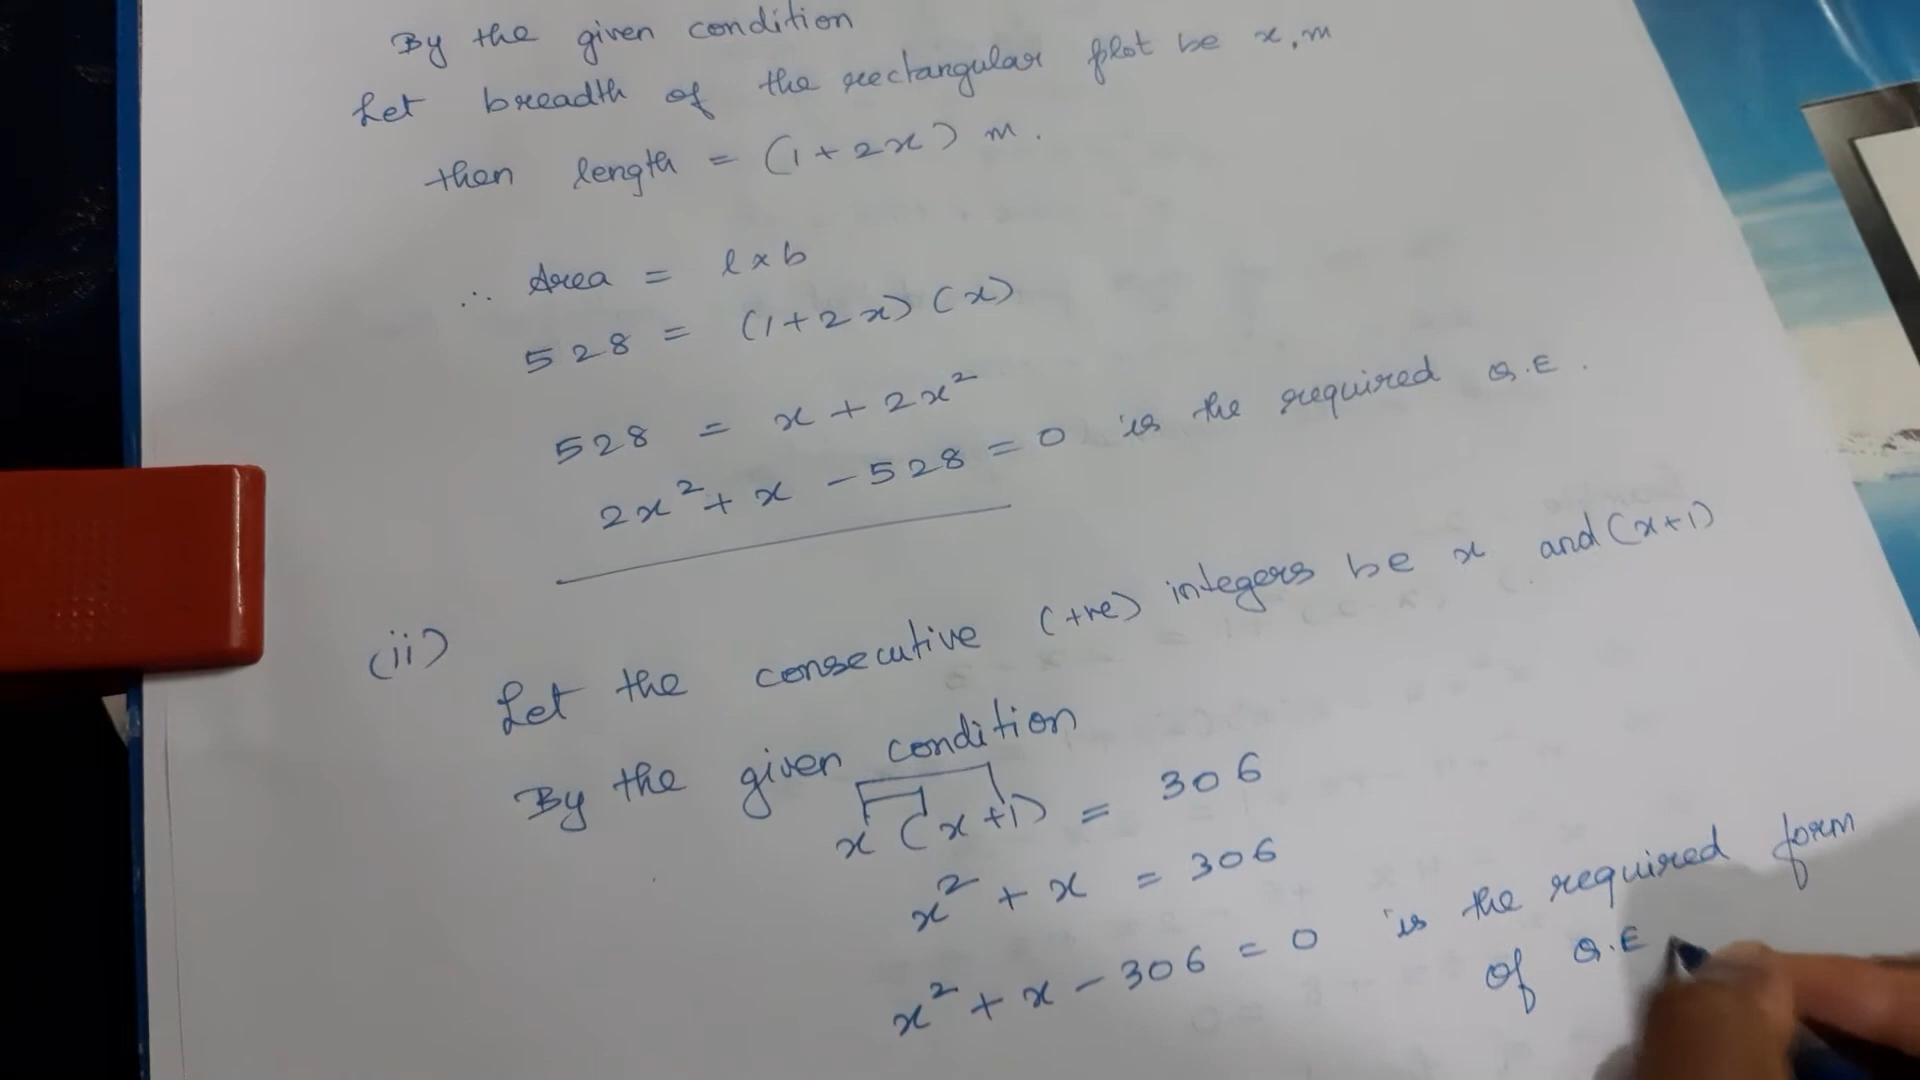 By the given condition
Let breadth of the rectangular plot be x, m
then length = (1 + 2x) m.
∴ Area = l × b
528 = (1+2x) (x)
528 = x + 2x²
2x² + x - 528 = 0 is the required Q.E.
(ii) Let the consecutive (+ve) integers be x and (x+1)
By the given condition
x (x+1) = 306
x² + x = 306
x² + x - 306 = 0 is the required form
of Q.E